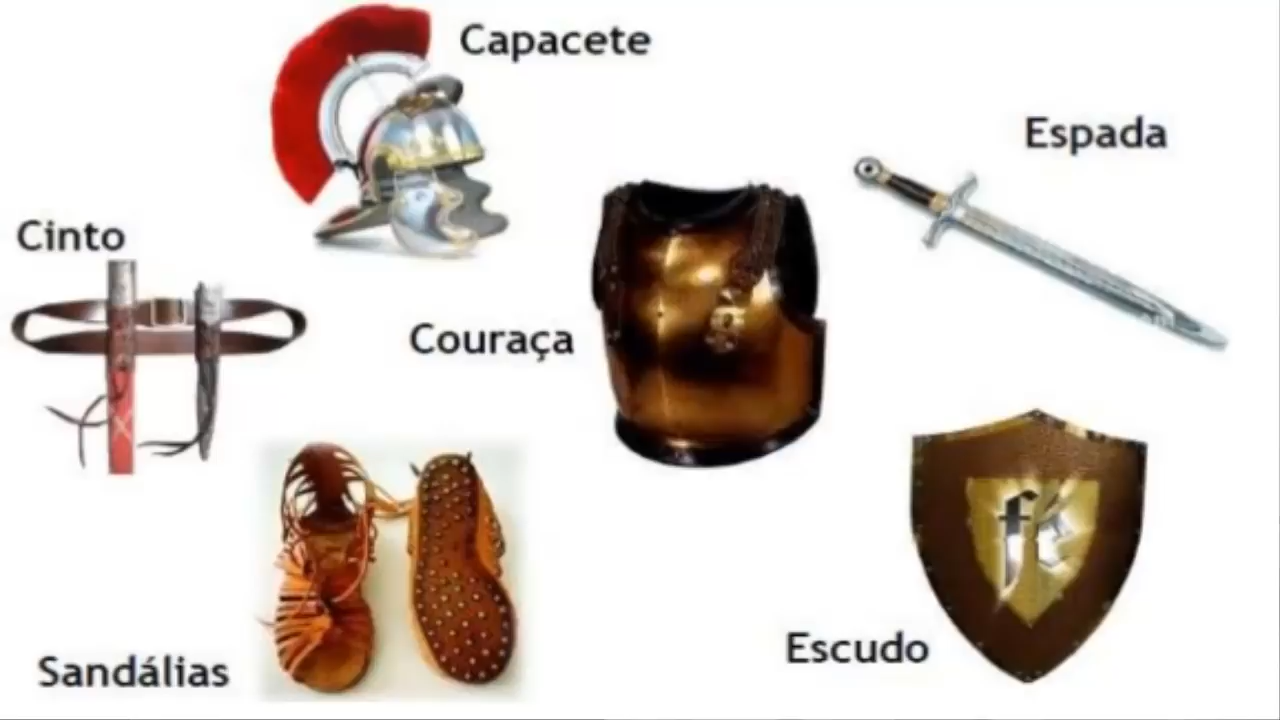 Capacete
Espada
Cinto
Couraça
fé
Escudo
Sandálias